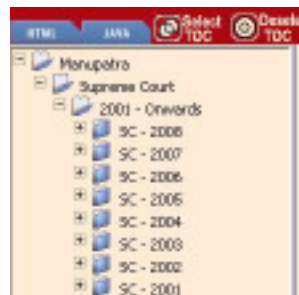 HTML JAVA Select TOC Deselect TOC
Manupatra
Supreme Court
2001 - Onwards
SC - 2008
SC - 2007
SC - 2006
SC - 2005
SC - 2004
SC - 2003
SC - 2002
SC - 2001